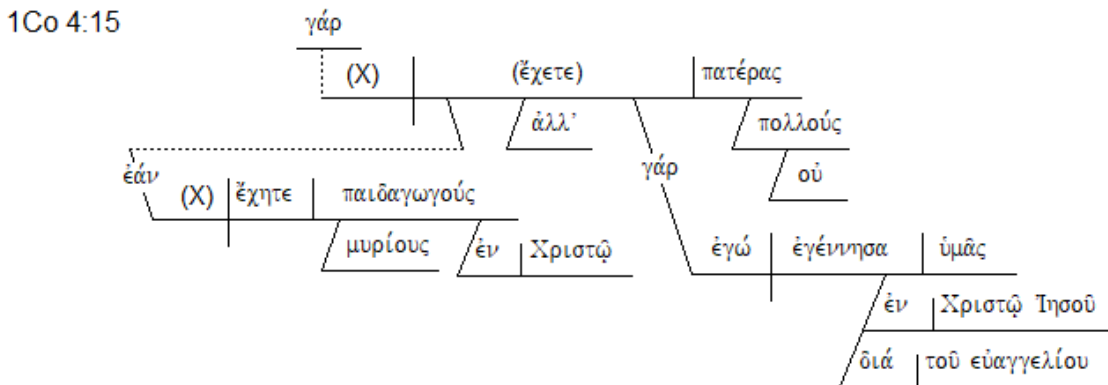 1Co 4:15
γάρ
(X) (ἔχετε) πατέρας
ἀλλ’ πολλούς
ἐάν γάρ οὐ
(X) ἔχητε παιδαγωγούς
μυρίους ἐν Χριστῷ ἐγώ ἐγέννησα ὑμᾶς
ἐν Χριστῷ Ἰησοῦ
διά τοῦ εὐαγγελίου